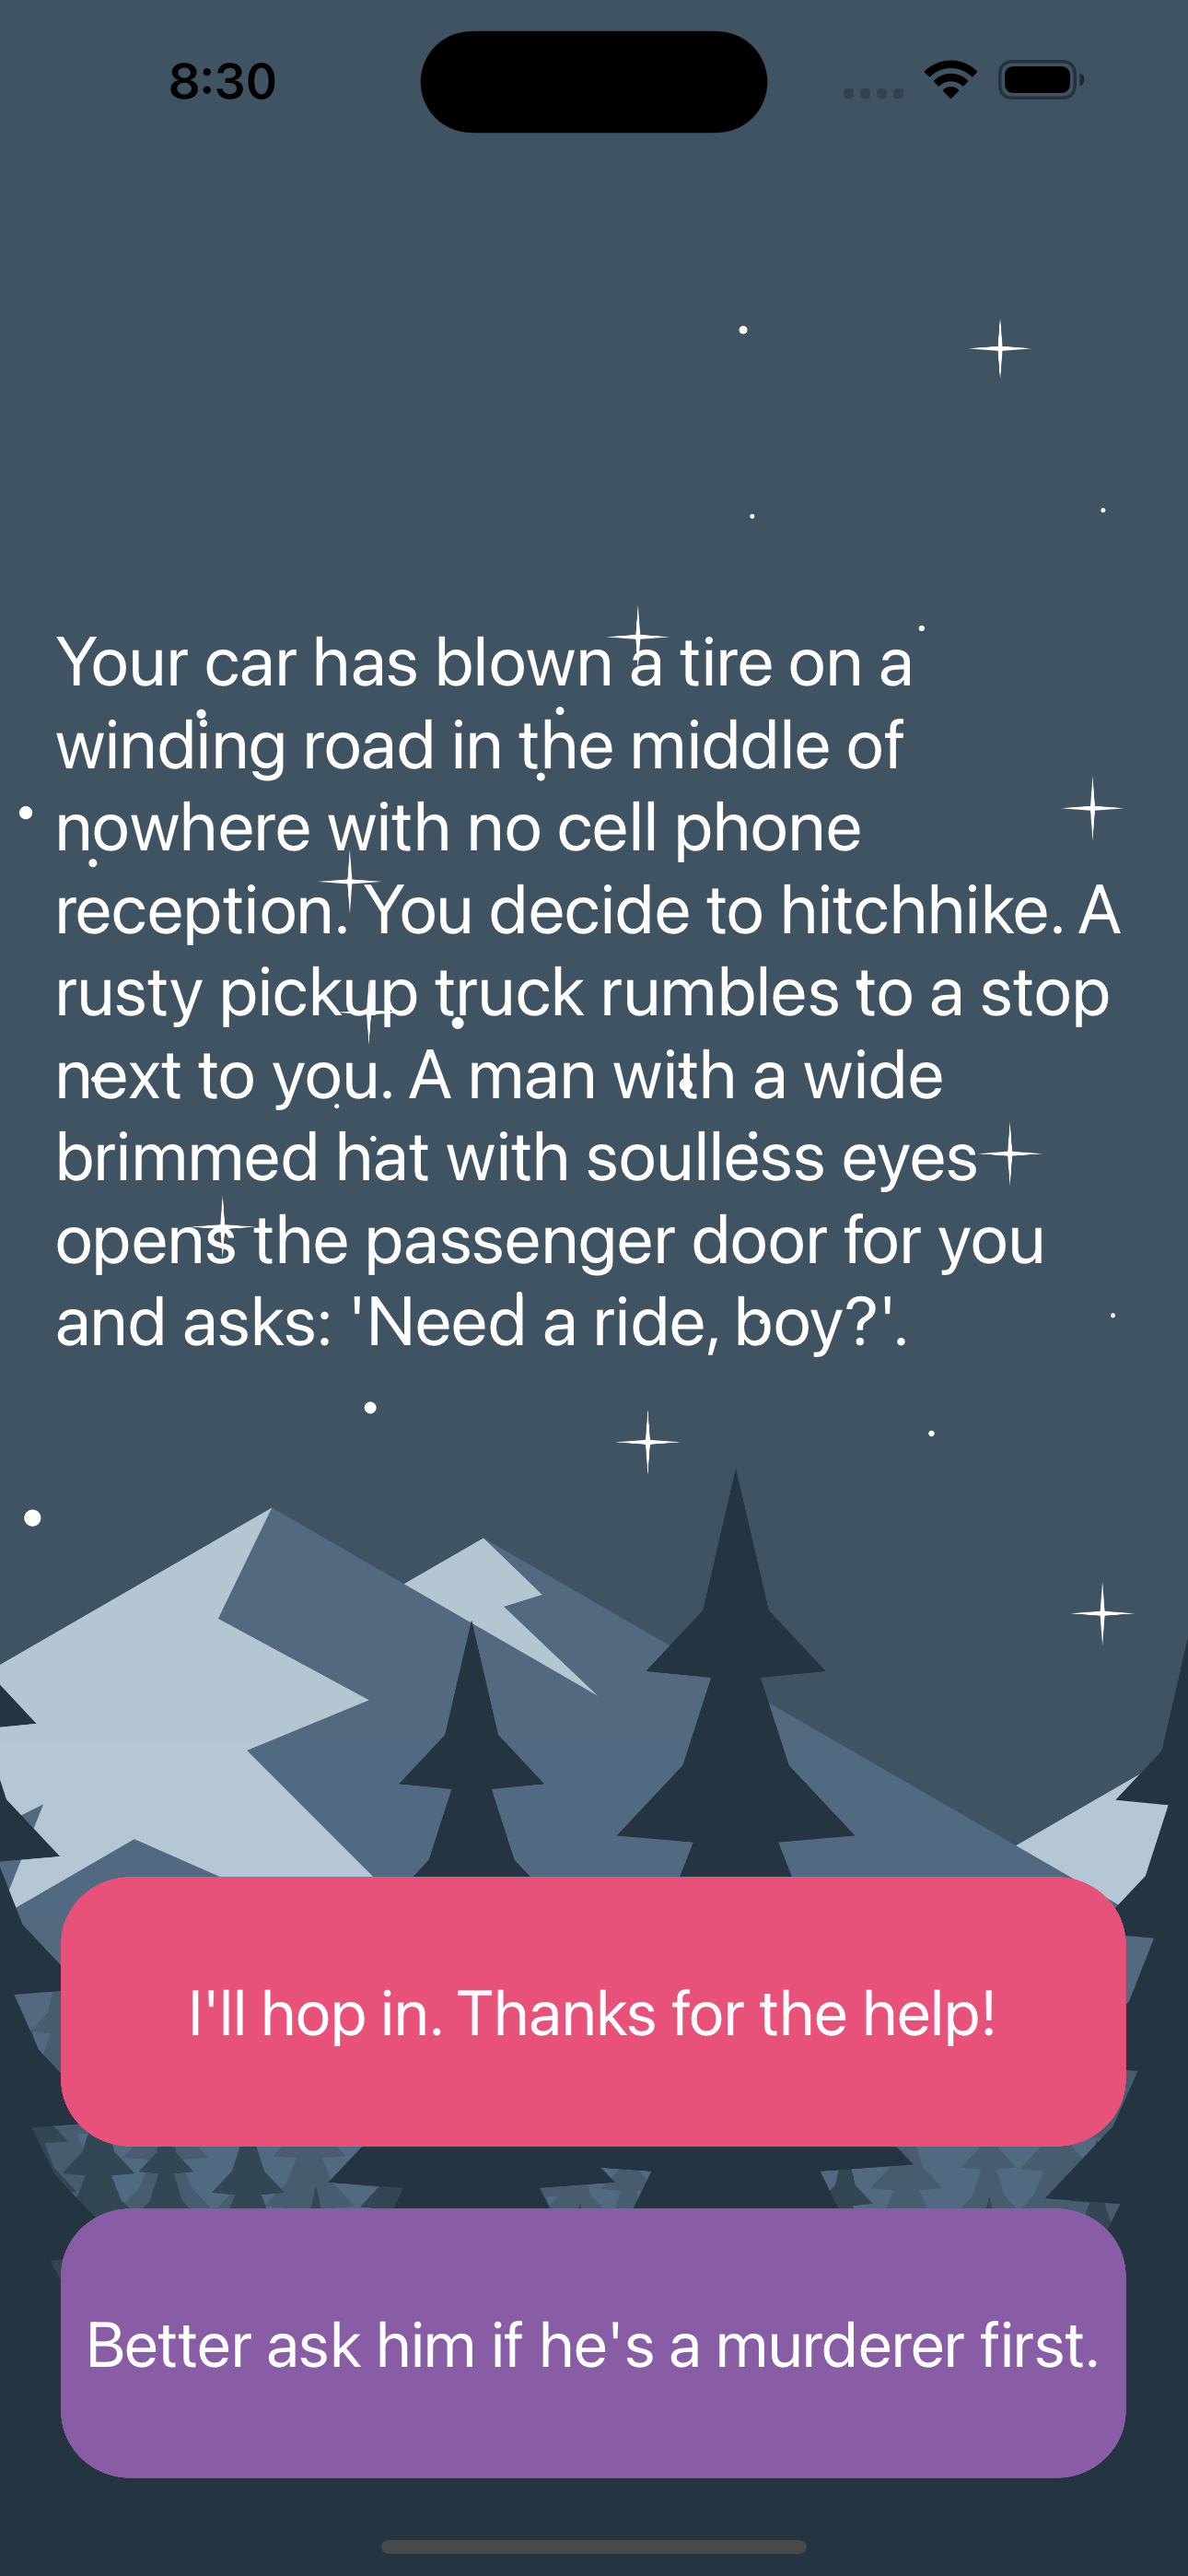 8:30
Your car has blown a tire on a
winding road in the middle of
nowhere with no cell phone
reception. You decide to hitchhike. A
rusty pickup truck rumbles to a stop
next to you. A man with a wide
brimmed hat with soulless eyes
opens the passenger door for you
and asks: 'Need a ride, boy?'.
I'll hop in. Thanks for the help!
Better ask him if he's a murderer first.